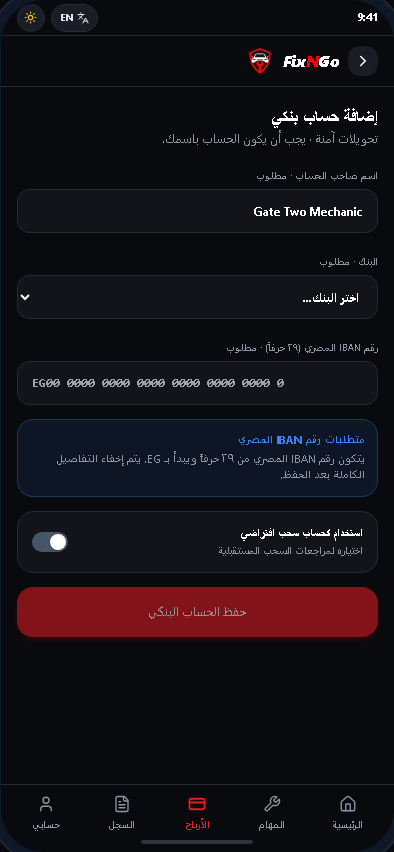 9:41
EN
FixNGo
إضافة حساب بنكي
تحويلات آمنة · يجب أن يكون الحساب باسمك.
اسم صاحب الحساب · مطلوب
Gate Two Mechanic
البنك · مطلوب
اختر البنك...
رقم IBAN المصري (٢٩ حرفاً) · مطلوب
EG00 0000 0000 0000 0000 0000 0000 0
متطلبات رقم IBAN المصري
يتكون رقم IBAN المصري من ٢٩ حرفاً ويبدأ بـ EG. يتم إخفاء التفاصيل
الكاملة بعد الحفظ.
استخدام كحساب سحب افتراضي
اختياره لمراجعات السحب المستقبلية
حفظ الحساب البنكي
الرئيسية
المهام
الأرباح
السجل
حسابي